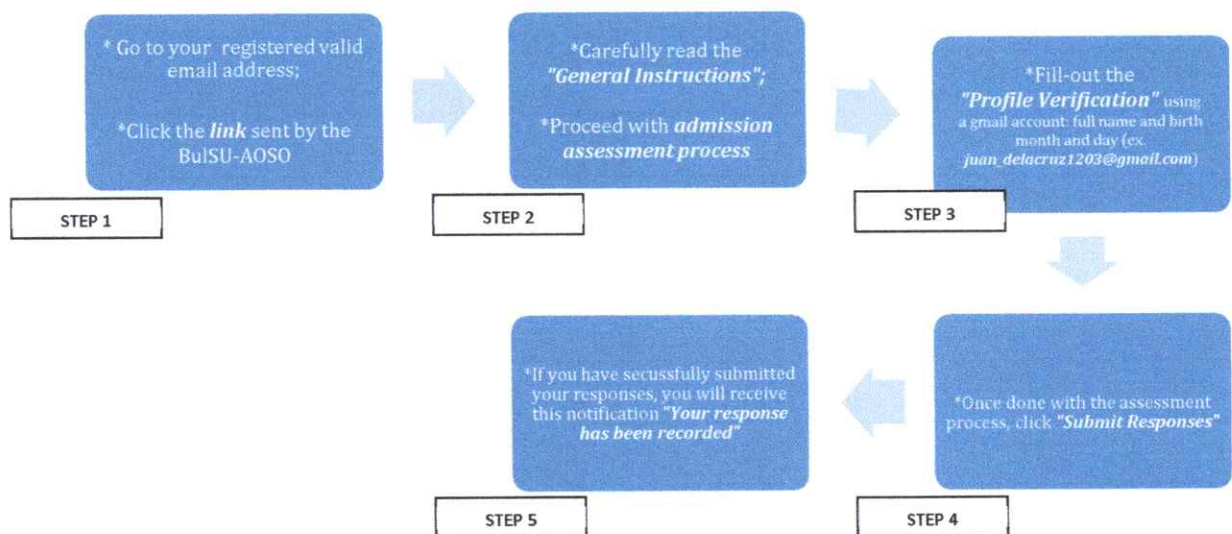 * Go to your registered valid
email address;
*Click the link sent by the
BulSU-AOSO
STEP 1
*Carefully read the
"General Instructions";
*Proceed with admission
assessment process
STEP 2
*Fill-out the
"Profile Verification" using
a gmail account: full name and birth
month and day (ex.
juan_delacruz1203@gmail.com)
STEP 3
*Once done with the assessment
process, click "Submit Responses"
STEP 4
*If you have secussfully submitted
your responses, you will receive
this notification "Your response
has been recorded"
STEP 5